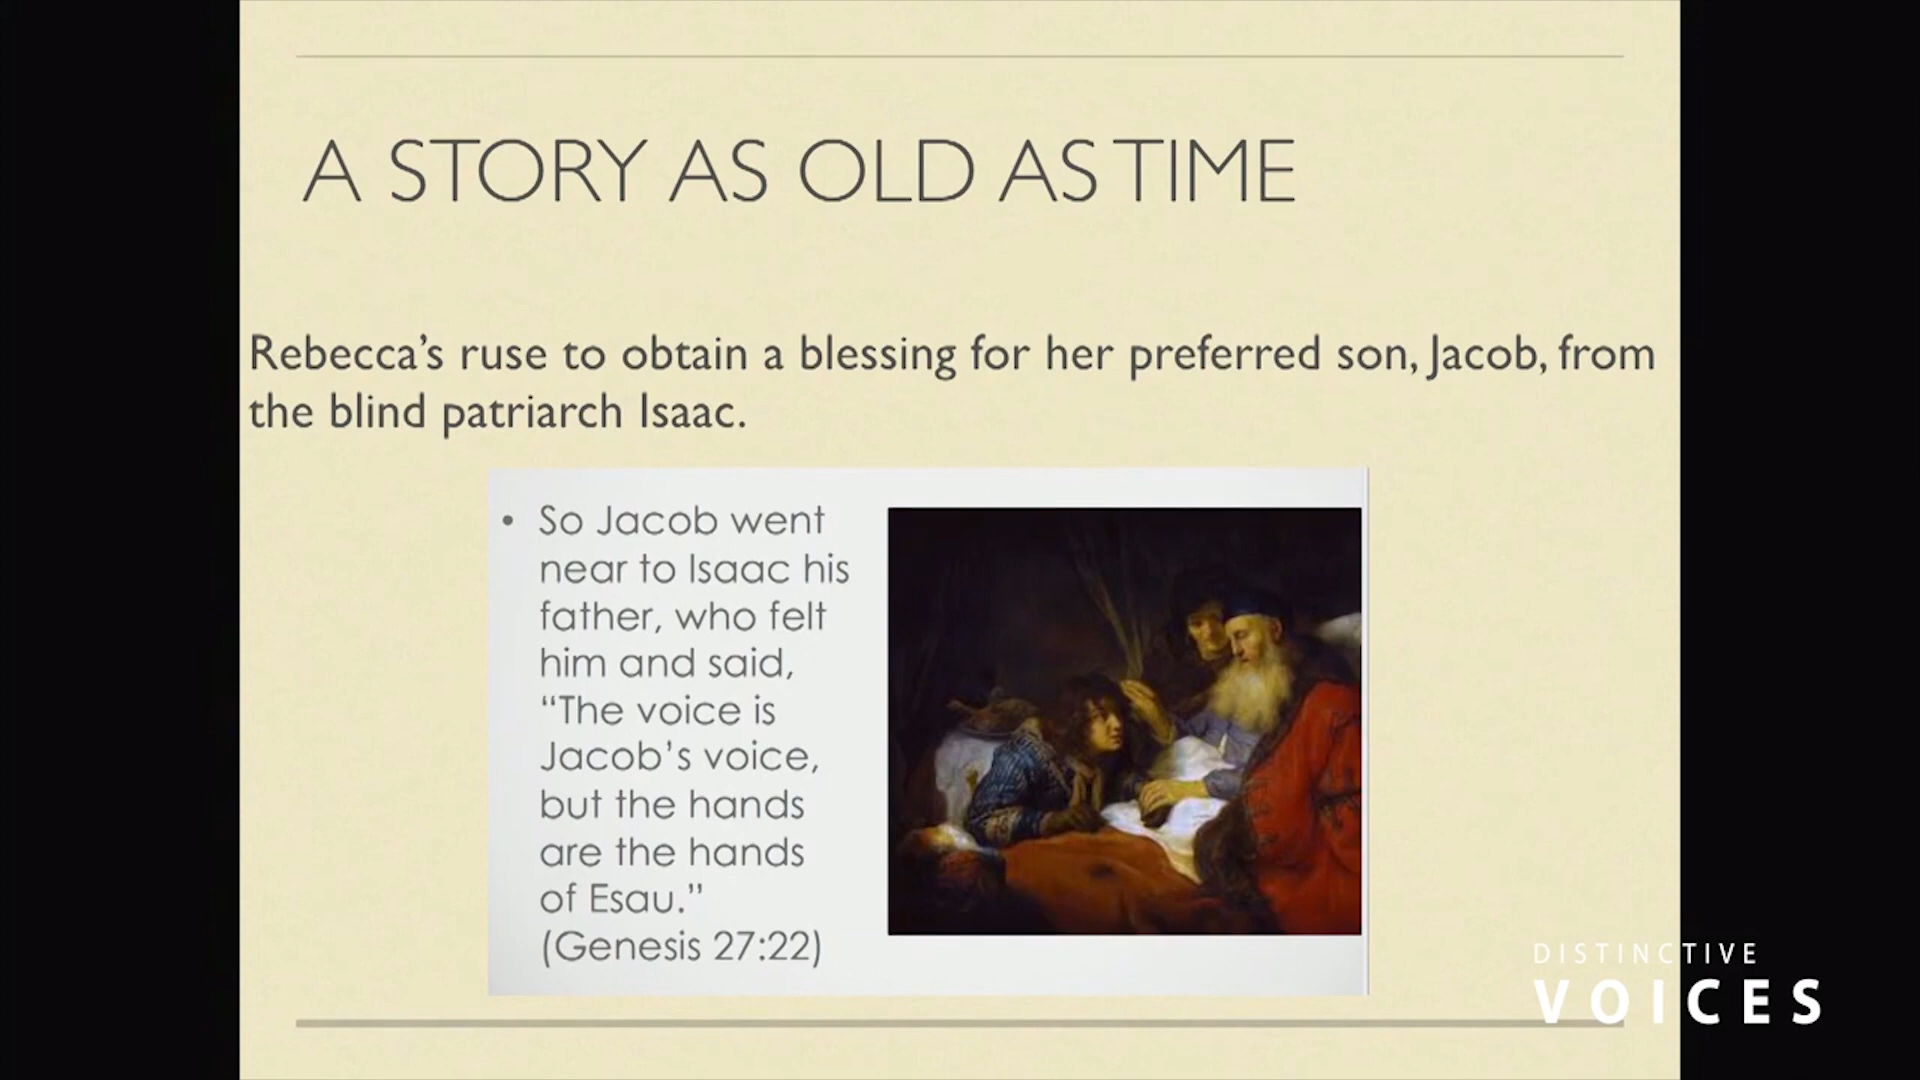 A STORY AS OLD AS TIME
Rebecca’s ruse to obtain a blessing for her preferred son, Jacob, from
the blind patriarch Isaac.
• So Jacob went
near to Isaac his
father, who felt
him and said,
“The voice is
Jacob’s voice,
but the hands
are the hands
of Esau.”
(Genesis 27:22)
DISTINCTIVE
VOICES